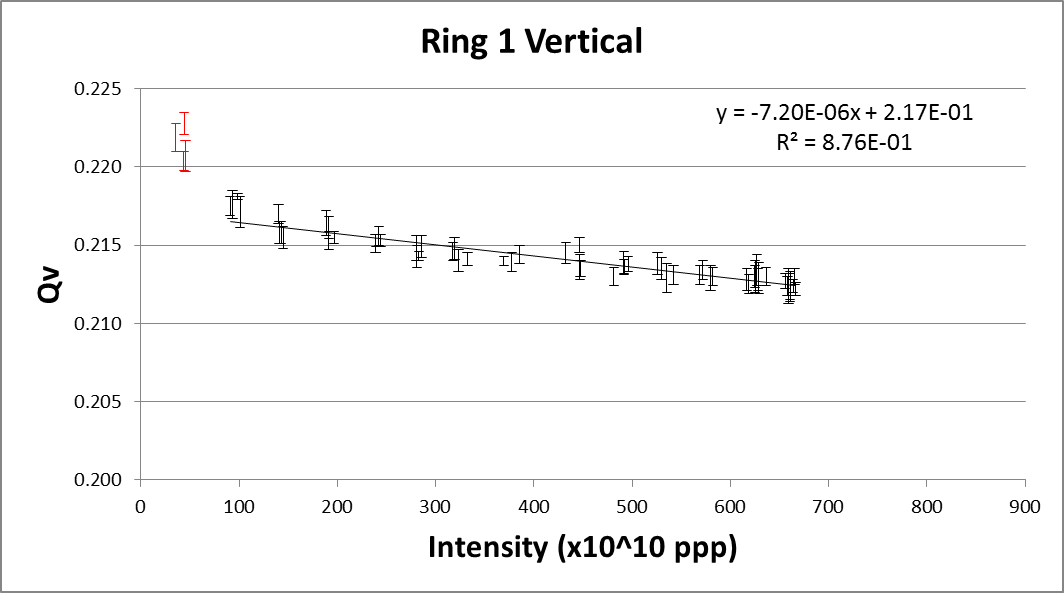 Ring 1 Vertical
y = -7.20E-06x + 2.17E-01
R² = 8.76E-01
0.225
0.220
0.215
0.210
0.205
0.200
Qv
0 100 200 300 400 500 600 700 800 900
Intensity (x10^10 ppp)